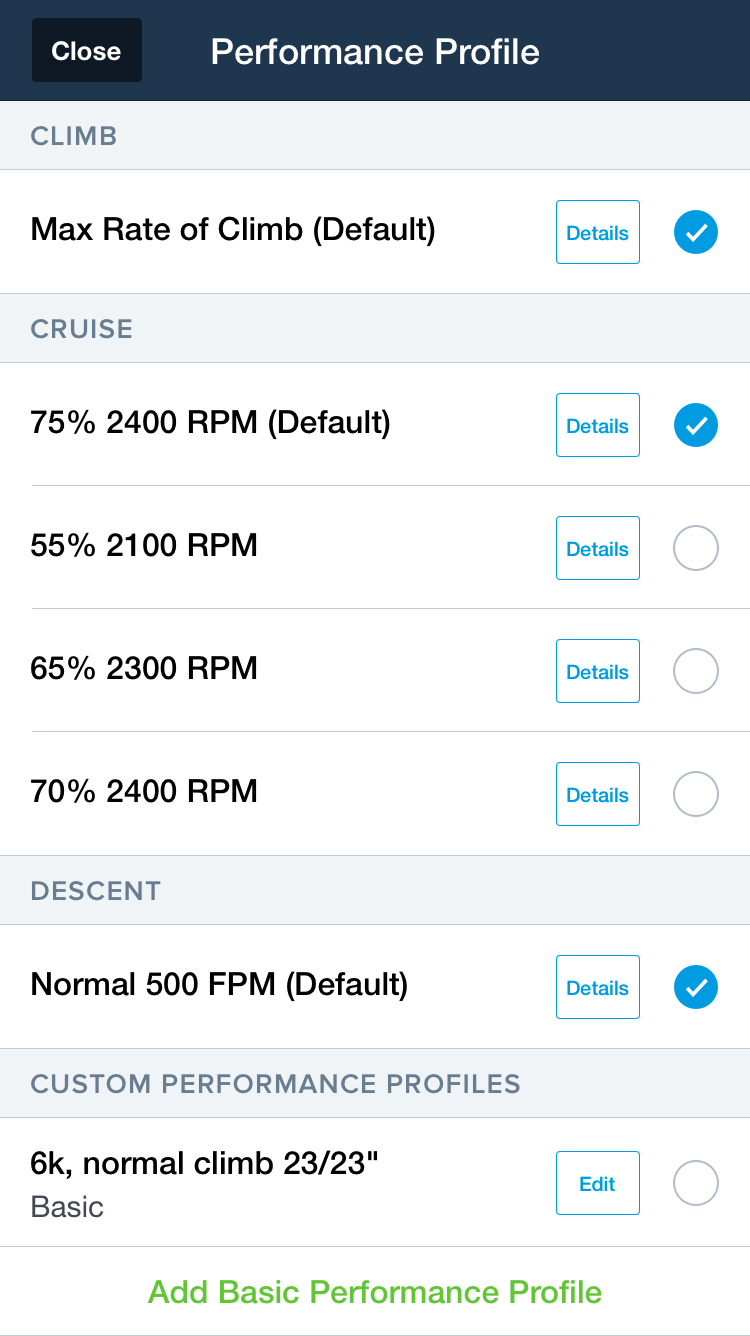 Close
Performance Profile
CLIMB
Max Rate of Climb (Default)
Details
CRUISE
75% 2400 RPM (Default)
Details
55% 2100 RPM
Details
65% 2300 RPM
Details
70% 2400 RPM
Details
DESCENT
Normal 500 FPM (Default)
Details
CUSTOM PERFORMANCE PROFILES
6k, normal climb 23/23"
Basic
Edit
Add Basic Performance Profile